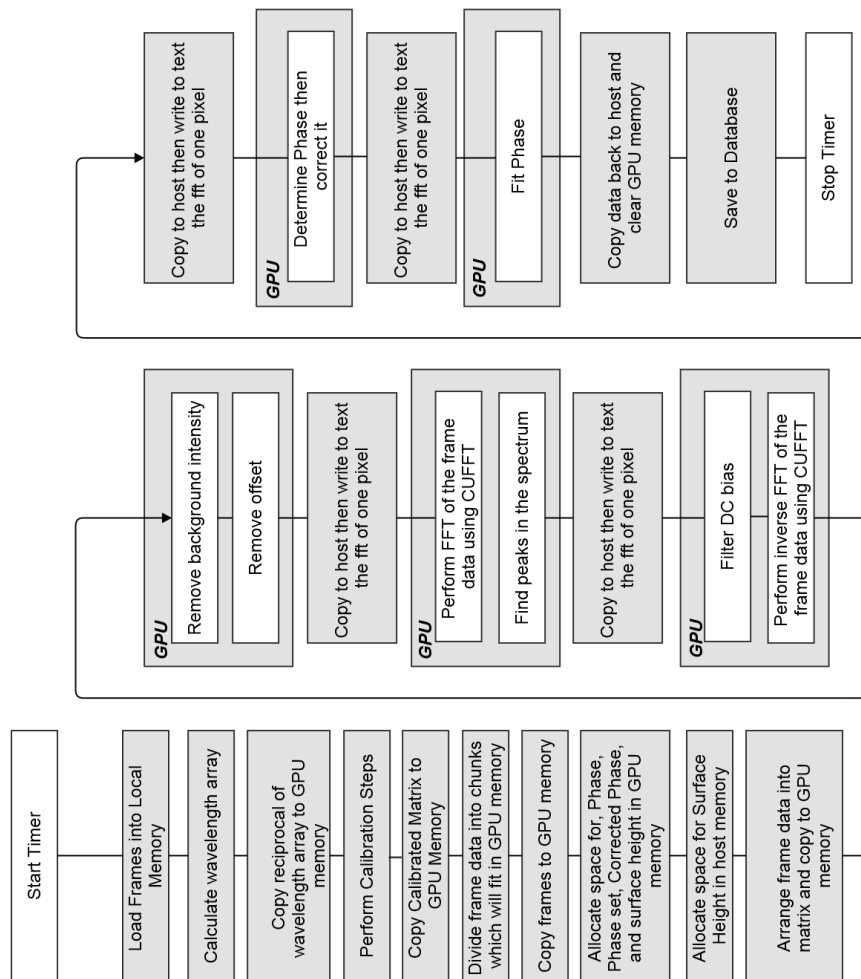 Start Timer
Load Frames into Local
Memory
Calculate wavelength array
Copy reciprocal of
wavelength array to GPU
memory
Perform Calibration Steps
Copy Calibrated Matrix to
GPU Memory
Divide frame data into chunks
which will fit in GPU memory
Copy frames to GPU memory
Allocate space for, Phase,
Phase set, Corrected Phase,
and surface height in GPU
memory
Allocate space for Surface
Height in host memory
Arrange frame data into
matrix and copy to GPU
memory
GPU
Remove background intensity
Remove offset
Copy to host then write to text
the fft of one pixel
GPU
Perform FFT of the frame
data using CUFFT
Find peaks in the spectrum
Copy to host then write to text
the fft of one pixel
GPU
Filter DC bias
Perform inverse FFT of the
frame data using CUFFT
Copy to host then write to text
the fft of one pixel
GPU
Determine Phase then
correct it
Copy to host then write to text
the fft of one pixel
GPU
Fit Phase
Copy data back to host and
clear GPU memory
Save to Database
Stop Timer